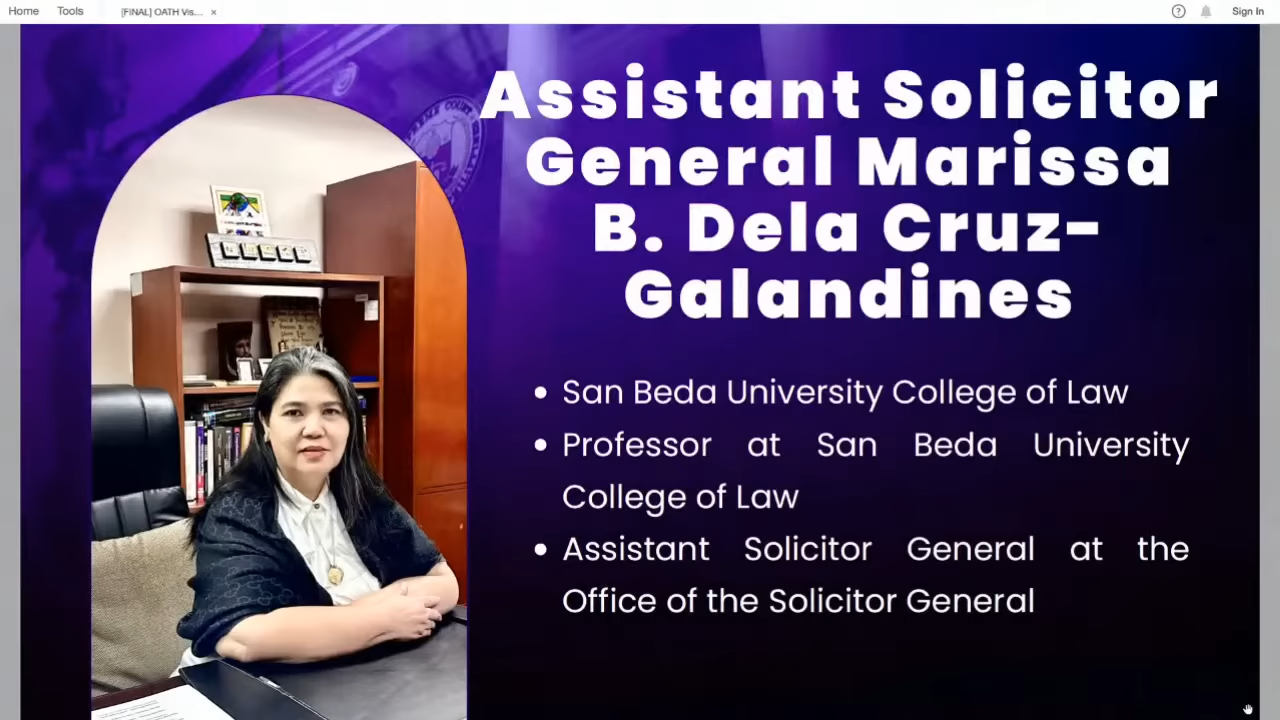 Home Tools [FINAL] OATH Vis... × Sign In
Assistant Solicitor
General Marissa
B. Dela Cruz-
Galandines
• San Beda University College of Law
• Professor at San Beda University
College of Law
• Assistant Solicitor General at the
Office of the Solicitor General